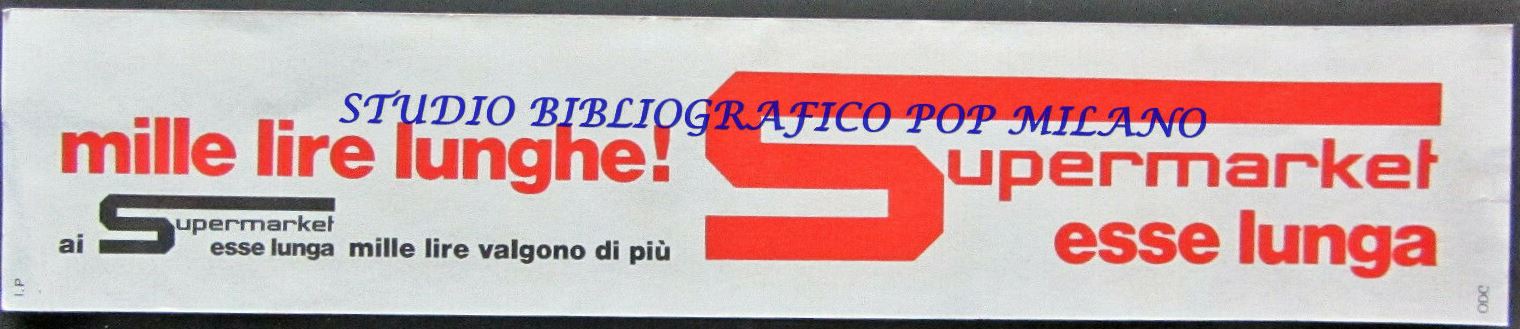 STUDIO BIBLIOGRAFICO POP MILANO
mille lire lunghe!
ai Supermarket
esse lunga mille lire valgono di più
Supermarket
esse lunga
I.P
ODC